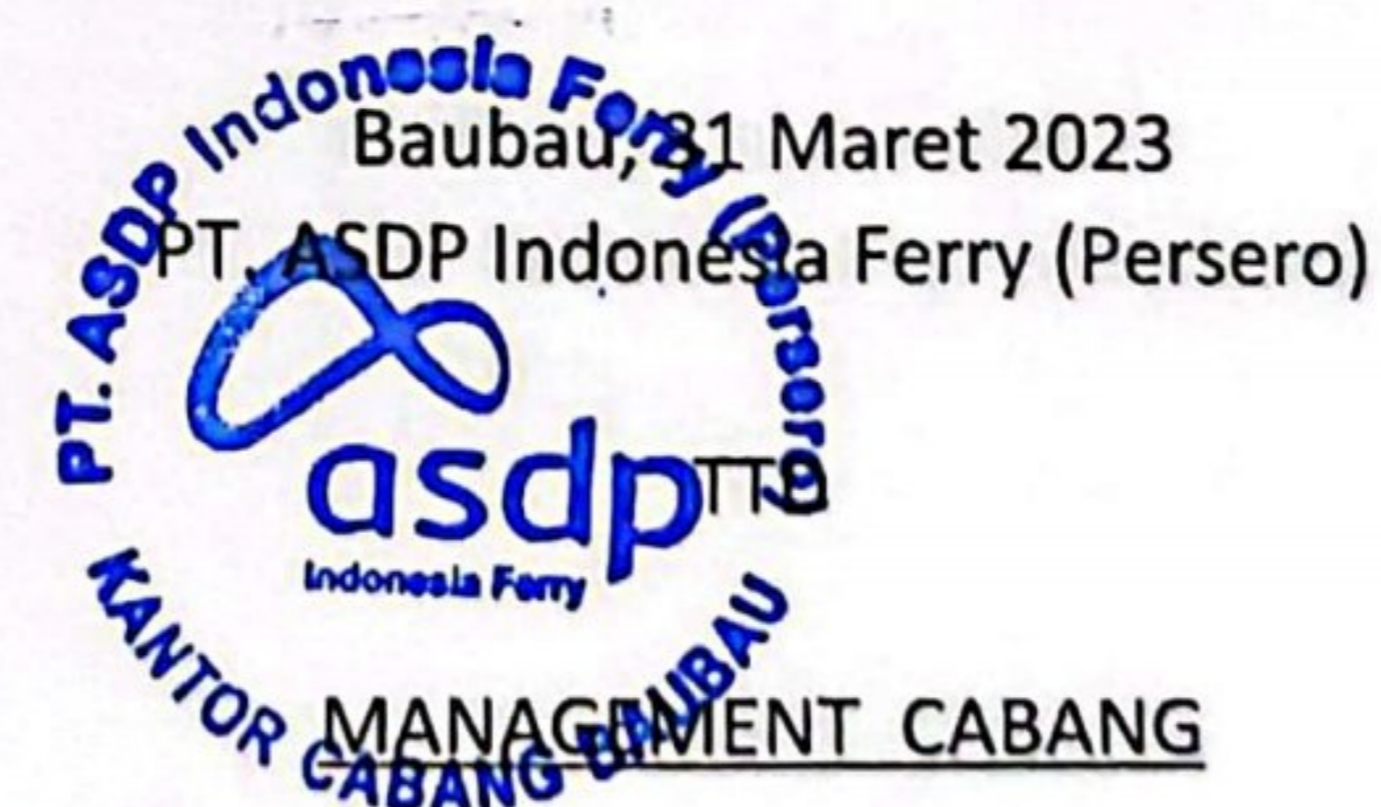 Baubau, 31 Maret 2023
PT. ASDP Indonesia Ferry (Persero)
PT. ASDP Indonesia Ferry (Persero)
asdp
Indonesia Ferry
TTD
KANTOR CABANG BAUBAU
MANAGEMENT CABANG